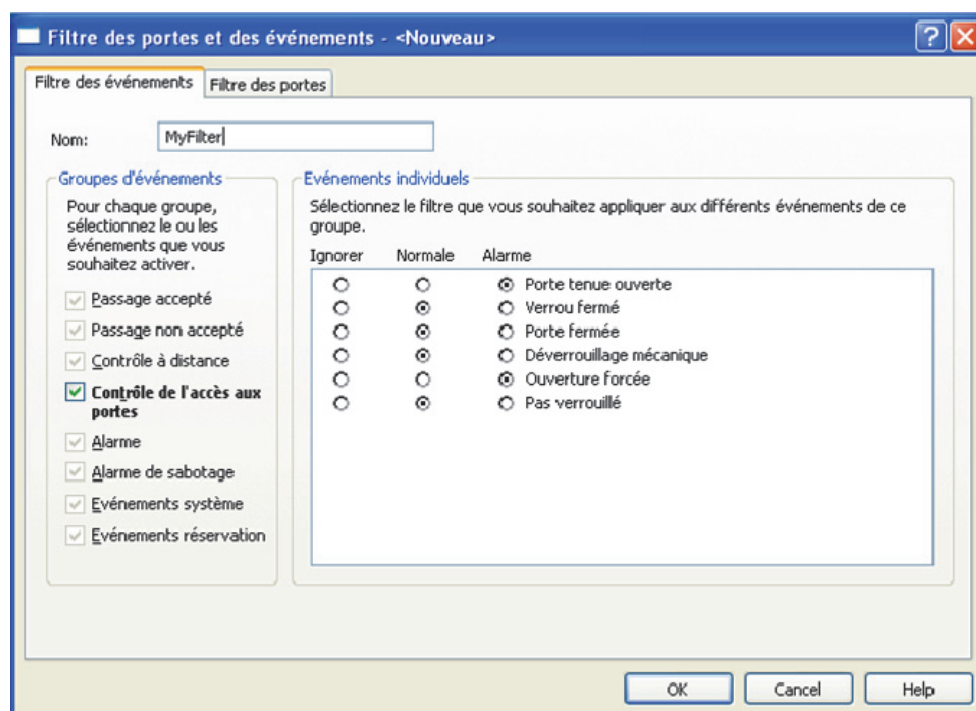 Filtre des portes et des événements - <Nouveau>
Filtre des événements
Filtre des portes
Nom:
MyFilter
Groupes d'événements
Pour chaque groupe,
sélectionnez le ou les
événements que vous
souhaitez activer.
Passage accepté
Passage non accepté
Contrôle à distance
Contrôle de l'accès aux
portes
Alarme
Alarme de sabotage
Evénements système
Evénements réservation
Evénements individuels
Sélectionnez le filtre que vous souhaitez appliquer aux différents événements de ce
groupe.
Ignorer Normale Alarme
Porte tenue ouverte
Verrou fermé
Porte fermée
Déverrouillage mécanique
Ouverture forcée
Pas verrouillé
OK
Cancel
Help